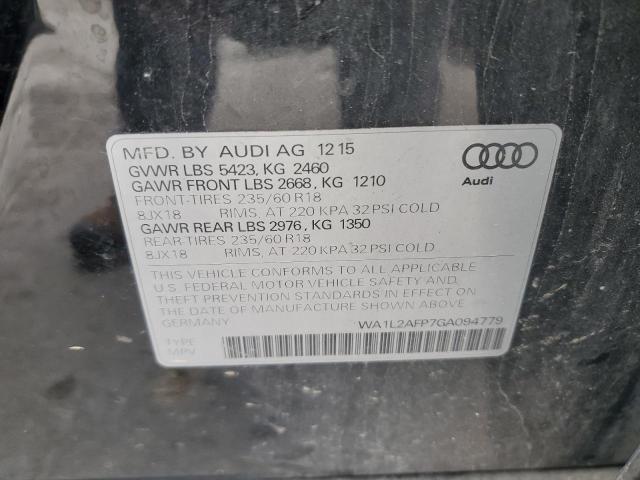 MFD. BY AUDI AG 12 15
GVWR LBS 5423, KG 2460
GAWR FRONT LBS 2668, KG 1210
FRONT-TIRES 235/60 R18
8JX18 RIMS, AT 220 KPA 32 PSI COLD
GAWR REAR LBS 2976, KG 1350
REAR-TIRES 235/60 R18
8JX18 RIMS, AT 220 KPA 32 PSI COLD
THIS VEHICLE CONFORMS TO ALL APPLICABLE
U.S. FEDERAL MOTOR VEHICLE SAFETY AND
THEFT PREVENTION STANDARDS IN EFFECT ON
THE DATE OF MANUFACTURE SHOWN ABOVE.
GERMANY WA1L2AFP7GA094779
TYPE
MPV
Audi